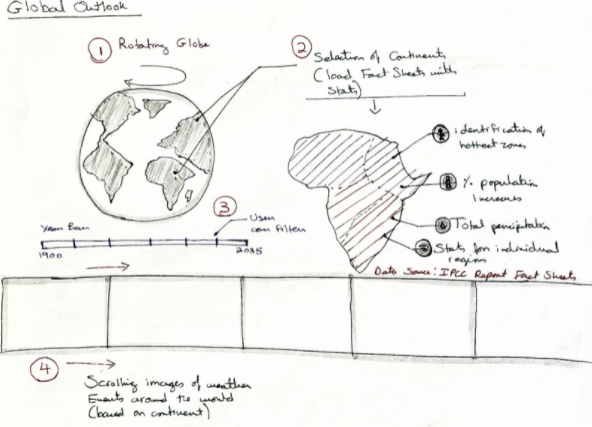 Global Outlook
1 Rotating Globe
2 Selection of Continents
(load Fact Sheets with
Stats)
identification of
hottest zones
% population
increases
Total percipitation
Stats for individual
regions
Data Source: IPCC Report Fact Sheets
3 User
can filter
Year Bar
1900
2035
4
Scrolling images of weather
Events around the world
(based on continent)